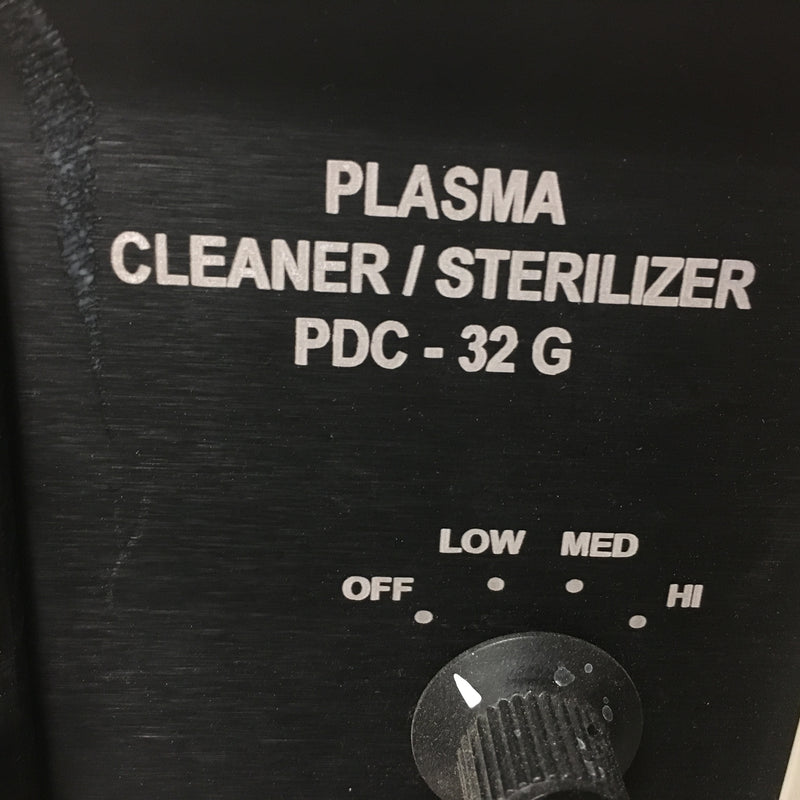 PLASMA
CLEANER / STERILIZER
PDC - 32 G
LOW MED
OFF HI